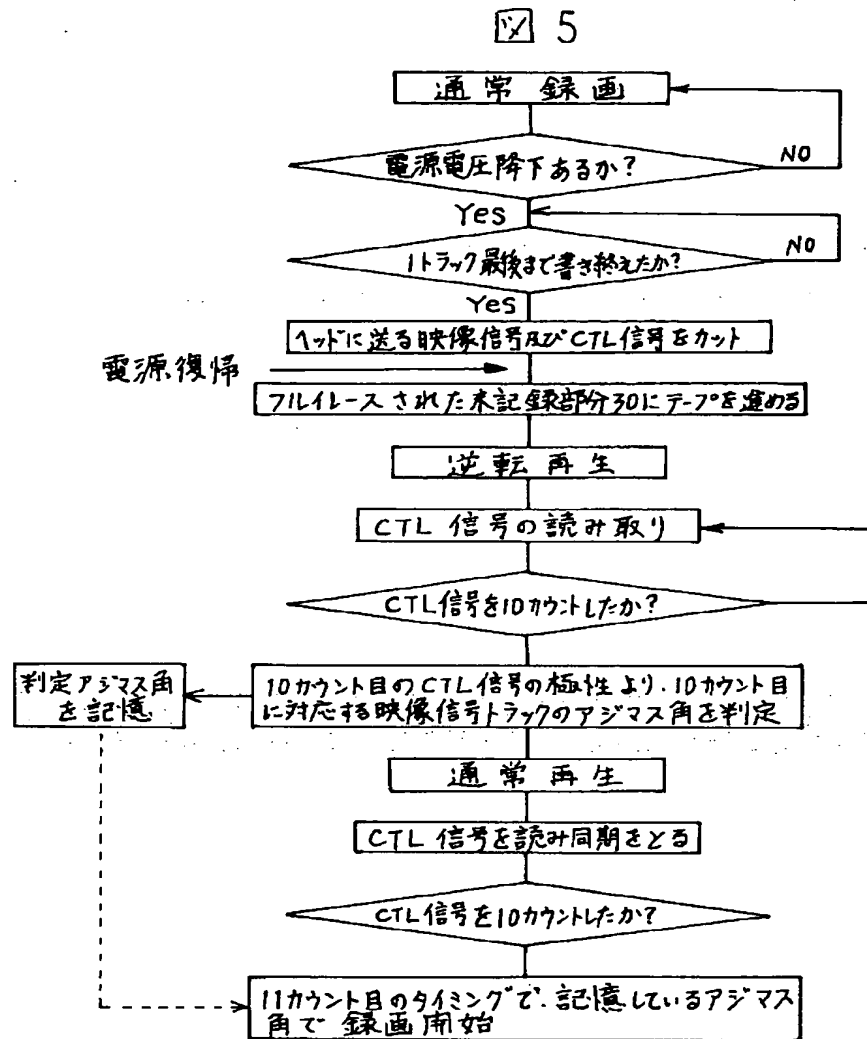 図 5
通常 録画
電源電圧降下あるか?
NO
Yes
1トラック最後まで書き終えたか?
NO
Yes
ヘッドに送る映像信号及びCTL信号をカット
電源復帰
フルイレースされた未記録部分30にテープを進める
逆転再生
CTL 信号の読み取り
CTL信号を10カウントしたか?
判定アジマス角
を記憶
10カウント目のCTL信号の極性より、10カウント目
に対応する映像信号トラックのアジマス角を判定
通常再生
CTL 信号を読み同期をとる
CTL信号を10カウントしたか?
11カウント目のタイミングで、記憶しているアジマス
角で 録画開始